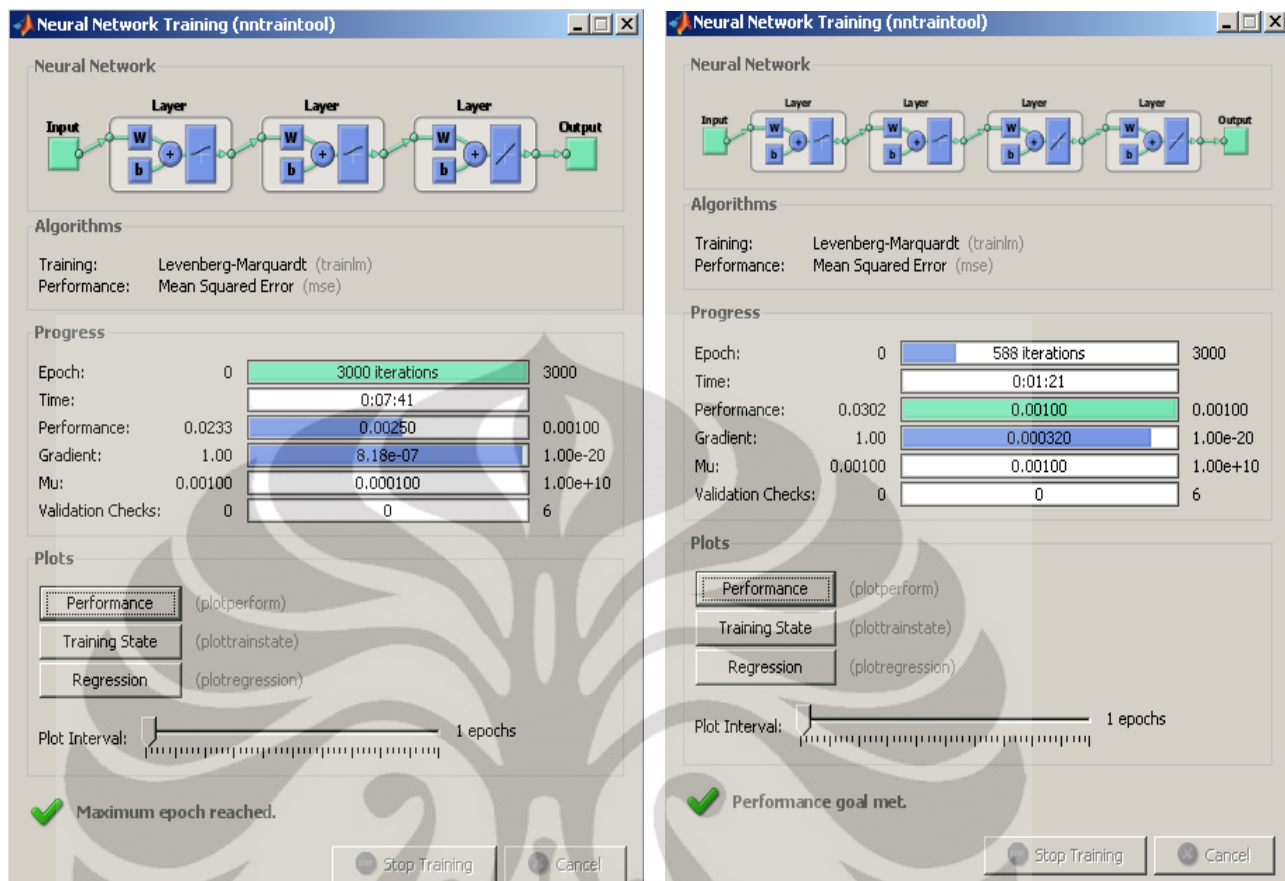 Neural Network Training (nntraintool)
Neural Network
Layer Layer Layer
Input W W W Output
+ + +
b b b
Algorithms
Training: Levenberg-Marquardt (trainlm)
Performance: Mean Squared Error (mse)
Progress
Epoch: 0 3000 iterations 3000
Time: 0:07:41
Performance: 0.0233 0.00250 0.00100
Gradient: 1.00 8.18e-07 1.00e-20
Mu: 0.00100 0.000100 1.00e+10
Validation Checks: 0 0 6
Plots
Performance (plotperform)
Training State (plottrainstate)
Regression (plotregression)
Plot Interval: 1 epochs
Maximum epoch reached.
Stop Training Cancel
Neural Network Training (nntraintool)
Neural Network
Layer Layer Layer Layer
Input W W W W Output
+ + + +
b b b b
Algorithms
Training: Levenberg-Marquardt (trainlm)
Performance: Mean Squared Error (mse)
Progress
Epoch: 0 588 iterations 3000
Time: 0:01:21
Performance: 0.0302 0.00100 0.00100
Gradient: 1.00 0.000320 1.00e-20
Mu: 0.00100 0.00100 1.00e+10
Validation Checks: 0 0 6
Plots
Performance (plotperform)
Training State (plottrainstate)
Regression (plotregression)
Plot Interval: 1 epochs
Performance goal met.
Stop Training Cancel